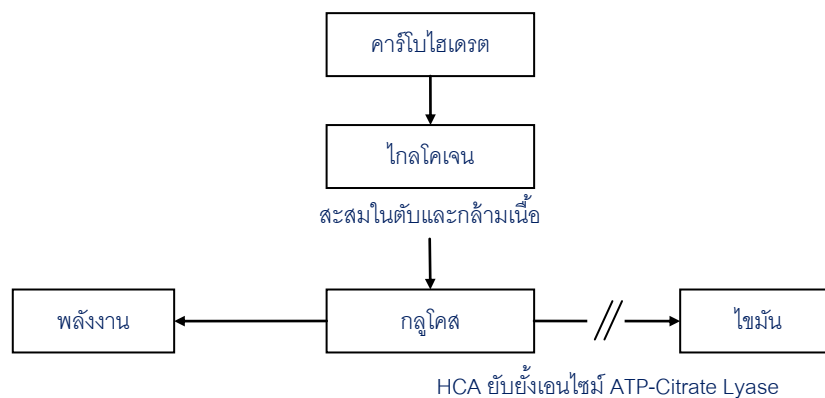 คาร์โบไฮเดรต
ไกลโคเจน
สะสมในตับและกล้ามเนื้อ
พลังงาน
กลูโคส
ไขมัน
HCA ยับยั้งเอนไซม์ ATP-Citrate Lyase